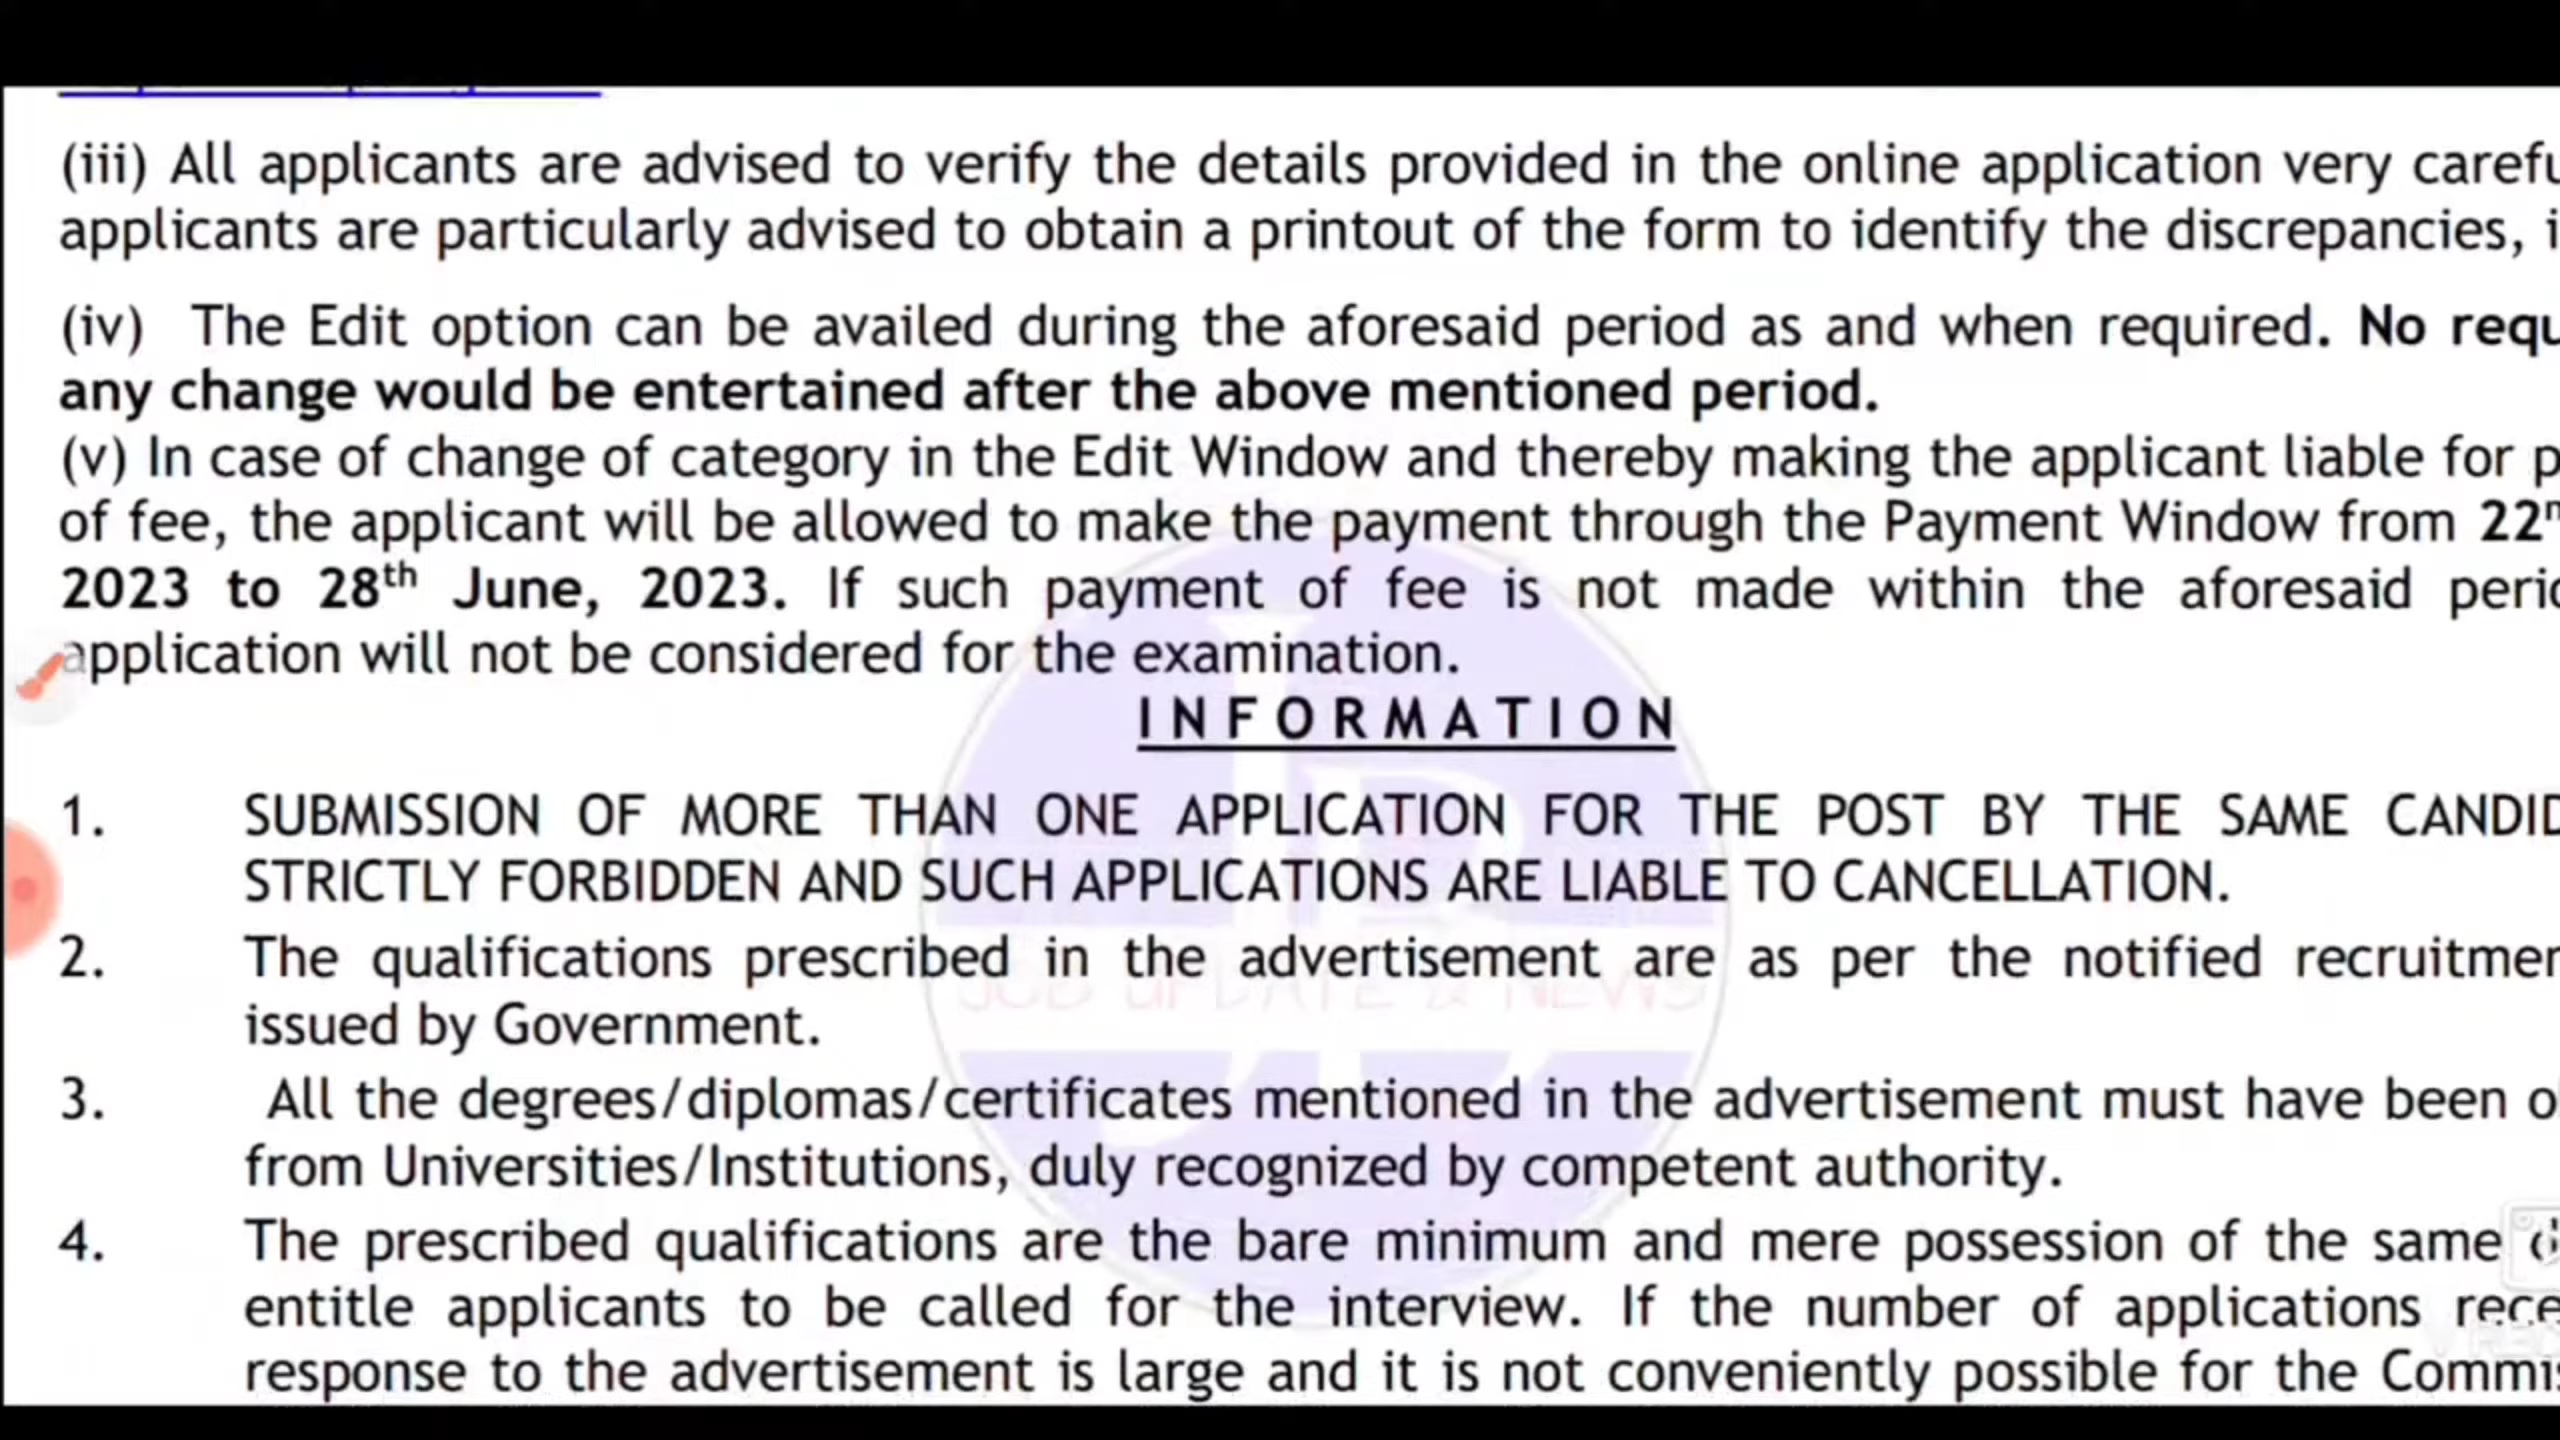 (iii) All applicants are advised to verify the details provided in the online application very
applicants are particularly advised to obtain a printout of the form to identify the discrepancies,
(iv) The Edit option can be availed during the aforesaid period as and when required. No
any change would be entertained after the above mentioned period.
(v) In case of change of category in the Edit Window and thereby making the applicant liable for
of fee, the applicant will be allowed to make the payment through the Payment Window from 22
2023 to 28th June, 2023. If such payment of fee is not made within the aforesaid
application will not be considered for the examination.
INFORMATION
1. SUBMISSION OF MORE THAN ONE APPLICATION FOR THE POST BY THE SAME
STRICTLY FORBIDDEN AND SUCH APPLICATIONS ARE LIABLE TO CANCELLATION.
2. The qualifications prescribed in the advertisement are as per the notified
issued by Government.
JOB UPDATE & NEWS
3. All the degrees/diplomas/certificates mentioned in the advertisement must have been
from Universities/Institutions, duly recognized by competent authority.
4. The prescribed qualifications are the bare minimum and mere possession of the same
entitle applicants to be called for the interview. If the number of applications
response to the advertisement is large and it is not conveniently possible for the